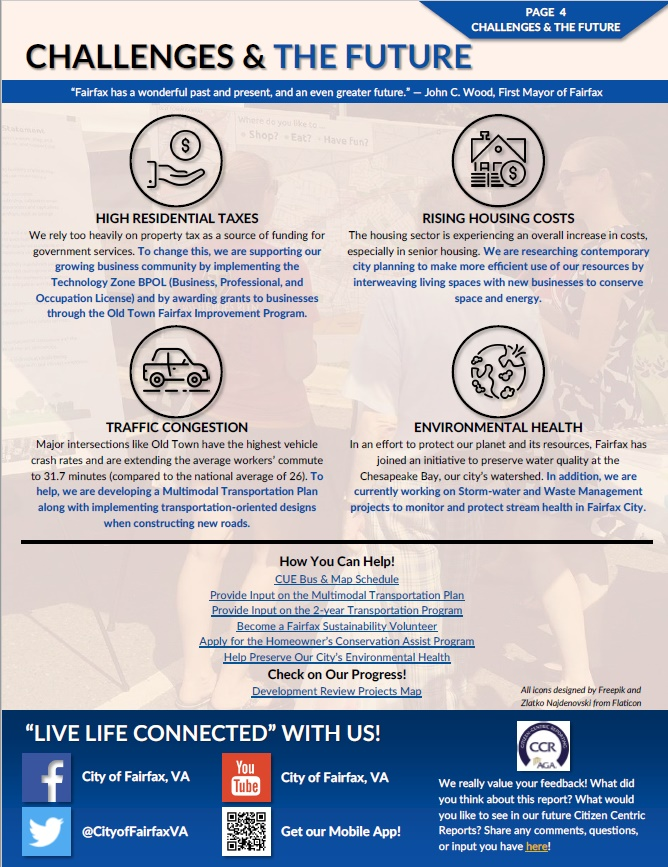 PAGE 4
CHALLENGES & THE FUTURE
CHALLENGES & THE FUTURE
“Fairfax has a wonderful past and present, and an even greater future.” — John C. Wood, First Mayor of Fairfax
Where do you like to ...
• Shop? • Eat? • Have fun?
$
HIGH RESIDENTIAL TAXES
We rely too heavily on property tax as a source of funding for
government services. To change this, we are supporting our
growing business community by implementing the
Technology Zone BPOL (Business, Professional, and
Occupation License) and by awarding grants to businesses
through the Old Town Fairfax Improvement Program.
$
RISING HOUSING COSTS
The housing sector is experiencing an overall increase in costs,
especially in senior housing. We are researching contemporary
city planning to make more efficient use of our resources by
interweaving living spaces with new businesses to conserve
space and energy.
TRAFFIC CONGESTION
Major intersections like Old Town have the highest vehicle
crash rates and are extending the average workers’ commute
to 31.7 minutes (compared to the national average of 26). To
help, we are developing a Multimodal Transportation Plan
along with implementing transportation-oriented designs
when constructing new roads.
ENVIRONMENTAL HEALTH
In an effort to protect our planet and its resources, Fairfax has
joined an initiative to preserve water quality at the
Chesapeake Bay, our city’s watershed. In addition, we are
currently working on Storm-water and Waste Management
projects to monitor and protect stream health in Fairfax City.
How You Can Help!
CUE Bus & Map Schedule
Provide Input on the Multimodal Transportation Plan
Provide Input on the 2-year Transportation Program
Become a Fairfax Sustainability Volunteer
Apply for the Homeowner’s Conservation Assist Program
Help Preserve Our City’s Environmental Health
Check on Our Progress!
Development Review Projects Map
All icons designed by Freepik and
Zlatko Najdenovski from Flaticon
“LIVE LIFE CONNECTED” WITH US!
f
City of Fairfax, VA
You
Tube
City of Fairfax, VA
@CityofFairfaxVA
Get our Mobile App!
CITIZEN-CENTRIC REPORTING
CCR
AGA
We really value your feedback! What did
you think about this report? What would
you like to see in our future Citizen Centric
Reports? Share any comments, questions,
or input you have here!